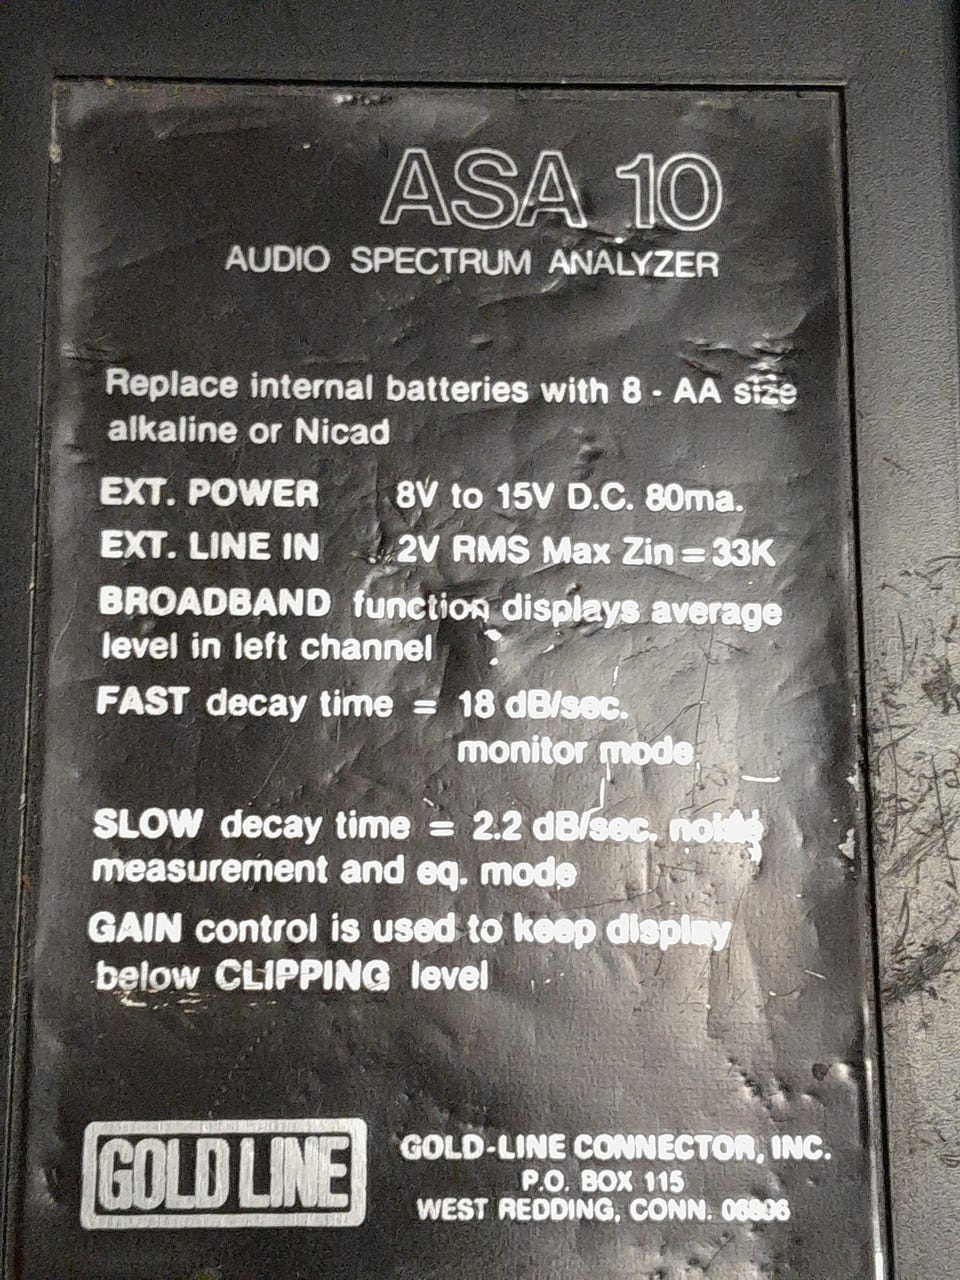 ASA 10
AUDIO SPECTRUM ANALYZER
Replace internal batteries with 8 - AA size
alkaline or Nicad
EXT. POWER 8V to 15V D.C. 80ma.
EXT. LINE IN 2V RMS Max Zin = 33K
BROADBAND function displays average
level in left channel
FAST decay time = 18 dB/sec.
monitor mode
SLOW decay time = 2.2 dB/sec. noise
measurement and eq. mode
GAIN control is used to keep display
below CLIPPING level
GOLD LINE
GOLD-LINE CONNECTOR, INC.
P.O. BOX 115
WEST REDDING, CONN. 06896